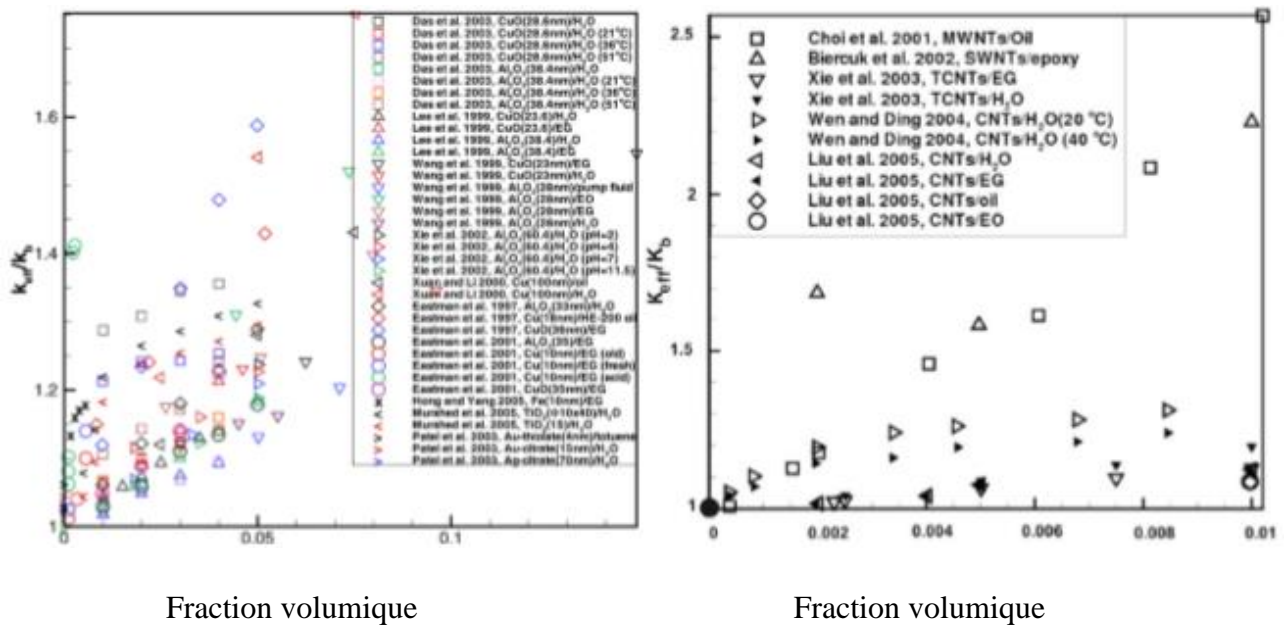 k_eff/k_b
1.6
1.4
1.2
1
0
0.05
0.1
Das et al. 2003, CuO(28.6nm)/H₂O
Das et al. 2003, CuO(28.6nm)/H₂O (21°C)
Das et al. 2003, CuO(28.6nm)/H₂O (36°C)
Das et al. 2003, CuO(28.6nm)/H₂O (51°C)
Das et al. 2003, Al₂O₃(38.4nm)/H₂O
Das et al. 2003, Al₂O₃(38.4nm)/H₂O (21°C)
Das et al. 2003, Al₂O₃(38.4nm)/H₂O (36°C)
Das et al. 2003, Al₂O₃(38.4nm)/H₂O (51°C)
Lee et al. 1999, CuO(23.6)/H₂O
Lee et al. 1999, CuO(23.6)/EG
Lee et al. 1999, Al₂O₃(38.4)/H₂O
Lee et al. 1999, Al₂O₃(38.4)/EG
Wang et al. 1999, CuO(23nm)/EG
Wang et al. 1999, CuO(23nm)/H₂O
Wang et al. 1999, Al₂O₃(28nm)/pump fluid
Wang et al. 1999, Al₂O₃(28nm)/EO
Wang et al. 1999, Al₂O₃(28nm)/EG
Wang et al. 1999, Al₂O₃(28nm)/H₂O
Xie et al. 2002, Al₂O₃(60.4)/H₂O (pH=2)
Xie et al. 2002, Al₂O₃(60.4)/H₂O (pH=4)
Xie et al. 2002, Al₂O₃(60.4)/H₂O (pH=7)
Xie et al. 2002, Al₂O₃(60.4)/H₂O (pH=11.5)
Xuan and Li 2000, Cu(100nm)/oil
Xuan and Li 2000, Cu(100nm)/H₂O
Eastman et al. 1997, Al₂O₃(33nm)/H₂O
Eastman et al. 1997, Cu(18nm)/HE-200 oil
Eastman et al. 1997, CuO(36nm)/EG
Eastman et al. 2001, Al₂O₃(35)/EG
Eastman et al. 2001, Cu(10nm)/EG (old)
Eastman et al. 2001, Cu(10nm)/EG (fresh)
Eastman et al. 2001, Cu(10nm)/EG (acid)
Eastman et al. 2001, CuO(35nm)/EG
Hong and Yang 2005, Fe(10nm)/EG
Murshed et al. 2005, TiO₂(Φ10x40)/H₂O
Murshed et al. 2005, TiO₂(15)/H₂O
Patel et al. 2003, Au-thiolate(4nm)/toluene
Patel et al. 2003, Au-citrate(15nm)/H₂O
Patel et al. 2003, Ag-citrate(70nm)/H₂O
Fraction volumique
K_eff/K_b
2.5
2
1.5
1
0
0.002
0.004
0.006
0.008
0.01
Choi et al. 2001, MWNTs/Oil
Biercuk et al. 2002, SWNTs/epoxy
Xie et al. 2003, TCNTs/EG
Xie et al. 2003, TCNTs/H₂O
Wen and Ding 2004, CNTs/H₂O(20 °C)
Wen and Ding 2004, CNTs/H₂O (40 °C)
Liu et al. 2005, CNTs/H₂O
Liu et al. 2005, CNTs/EG
Liu et al. 2005, CNTs/oil
Liu et al. 2005, CNTs/EO
Fraction volumique